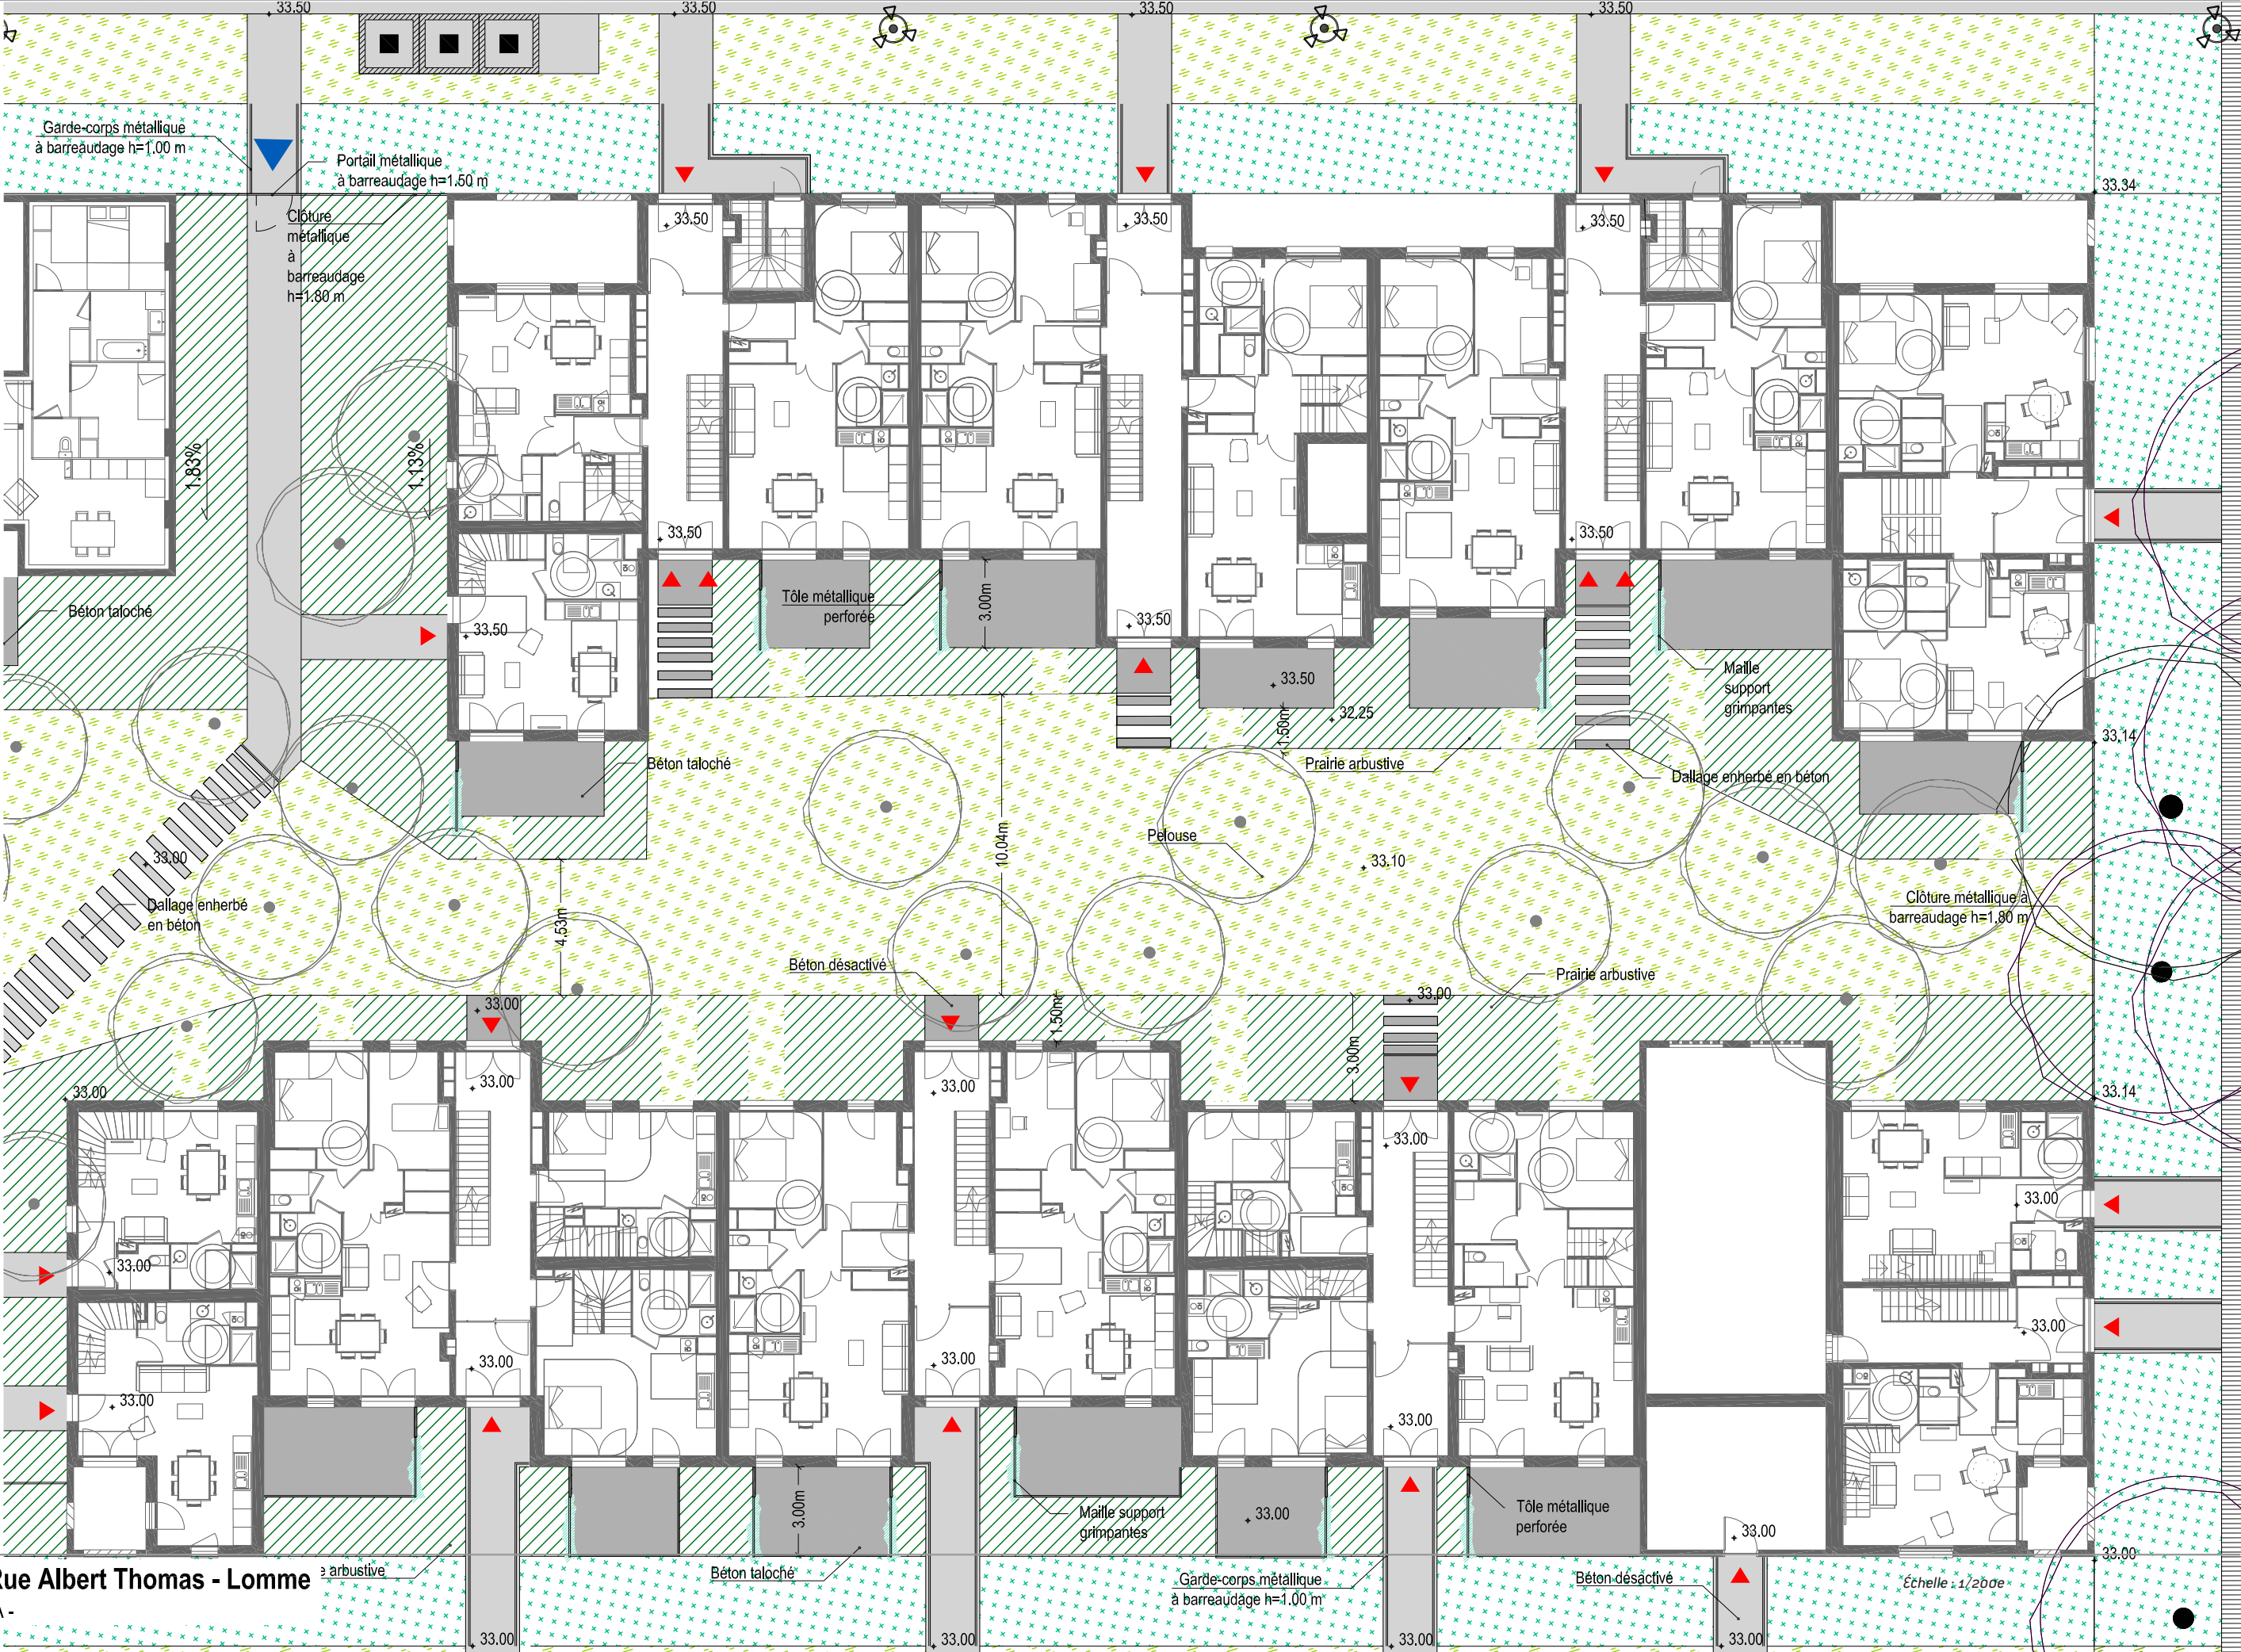 33.50
33.50
33.50
33.50
Garde-corps métallique
à barreaudage h=1.00 m
Portail métallique
à barreaudage h=1.50 m
Clôture
métallique
à
barreaudage
h=1.80 m
33.34
33.50
33.50
33.50
1.83%
1.13%
33.50
33.50
Béton taloché
Tôle métallique
perforée
3.00m
33.50
33.50
33.50
1.50m
32.25
Maille
support
grimpantes
33.14
Béton taloché
Prairie arbustive
Dallage enherbé en béton
10.04m
Pelouse
33.00
33.10
Dallage enherbé
en béton
4.53m
Clôture métallique à
barreaudage h=1.80 m
Béton désactivé
Prairie arbustive
33.00
1.50m
33.00
3.00m
33.00
33.00
33.00
33.14
33.00
33.00
33.00
33.00
33.00
33.00
33.00
33.00
33.00
3.00m
Maille support
grimpantes
33.00
Tôle métallique
perforée
33.00
33.00
ue Albert Thomas - Lomme
e arbustive
Béton taloché
Garde-corps métallique
à barreaudage h=1.00 m
Béton désactivé
Échelle : 1/200e
33.00
33.00
33.00
33.00